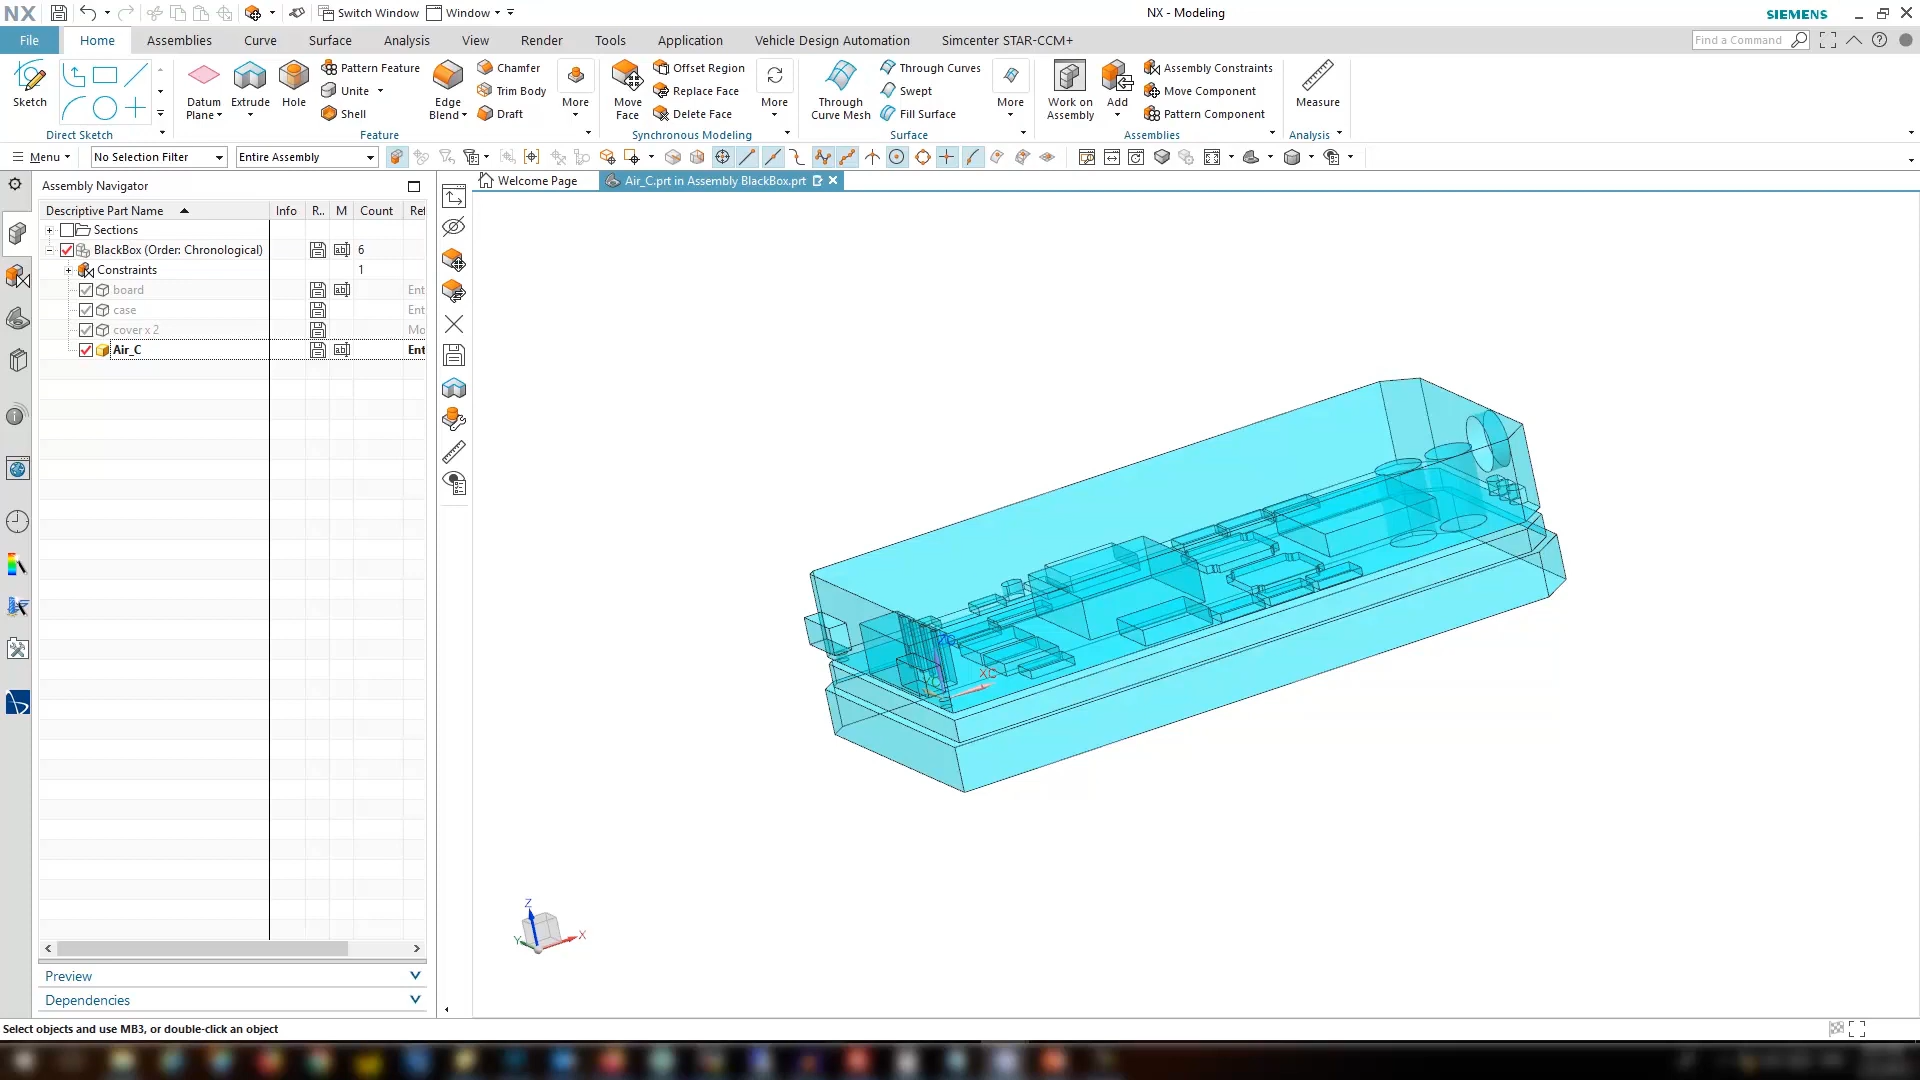 NX
Switch Window
Window
NX - Modeling
SIEMENS
File
Home
Assemblies
Curve
Surface
Analysis
View
Render
Tools
Application
Vehicle Design Automation
Simcenter STAR-CCM+
Find a Command
Sketch
Direct Sketch
Datum
Plane
Extrude
Hole
Pattern Feature
Unite
Shell
Edge
Blend
Chamfer
Trim Body
Draft
More
Feature
Move
Face
Offset Region
Replace Face
Delete Face
More
Synchronous Modeling
Through
Curve Mesh
Through Curves
Swept
Fill Surface
More
Surface
Work on
Assembly
Add
Assembly Constraints
Move Component
Pattern Component
Assemblies
Measure
Analysis
Menu
No Selection Filter
Entire Assembly
Assembly Navigator
Welcome Page
Air_C.prt in Assembly BlackBox.prt
Descriptive Part Name Info R.. M Count Ref
Sections
BlackBox (Order: Chronological) 6
Constraints 1
board Ent
case Ent
cover x 2 Mo
Air_C Ent
XC
Z
Y
X
Preview
Dependencies
Select objects and use MB3, or double-click an object